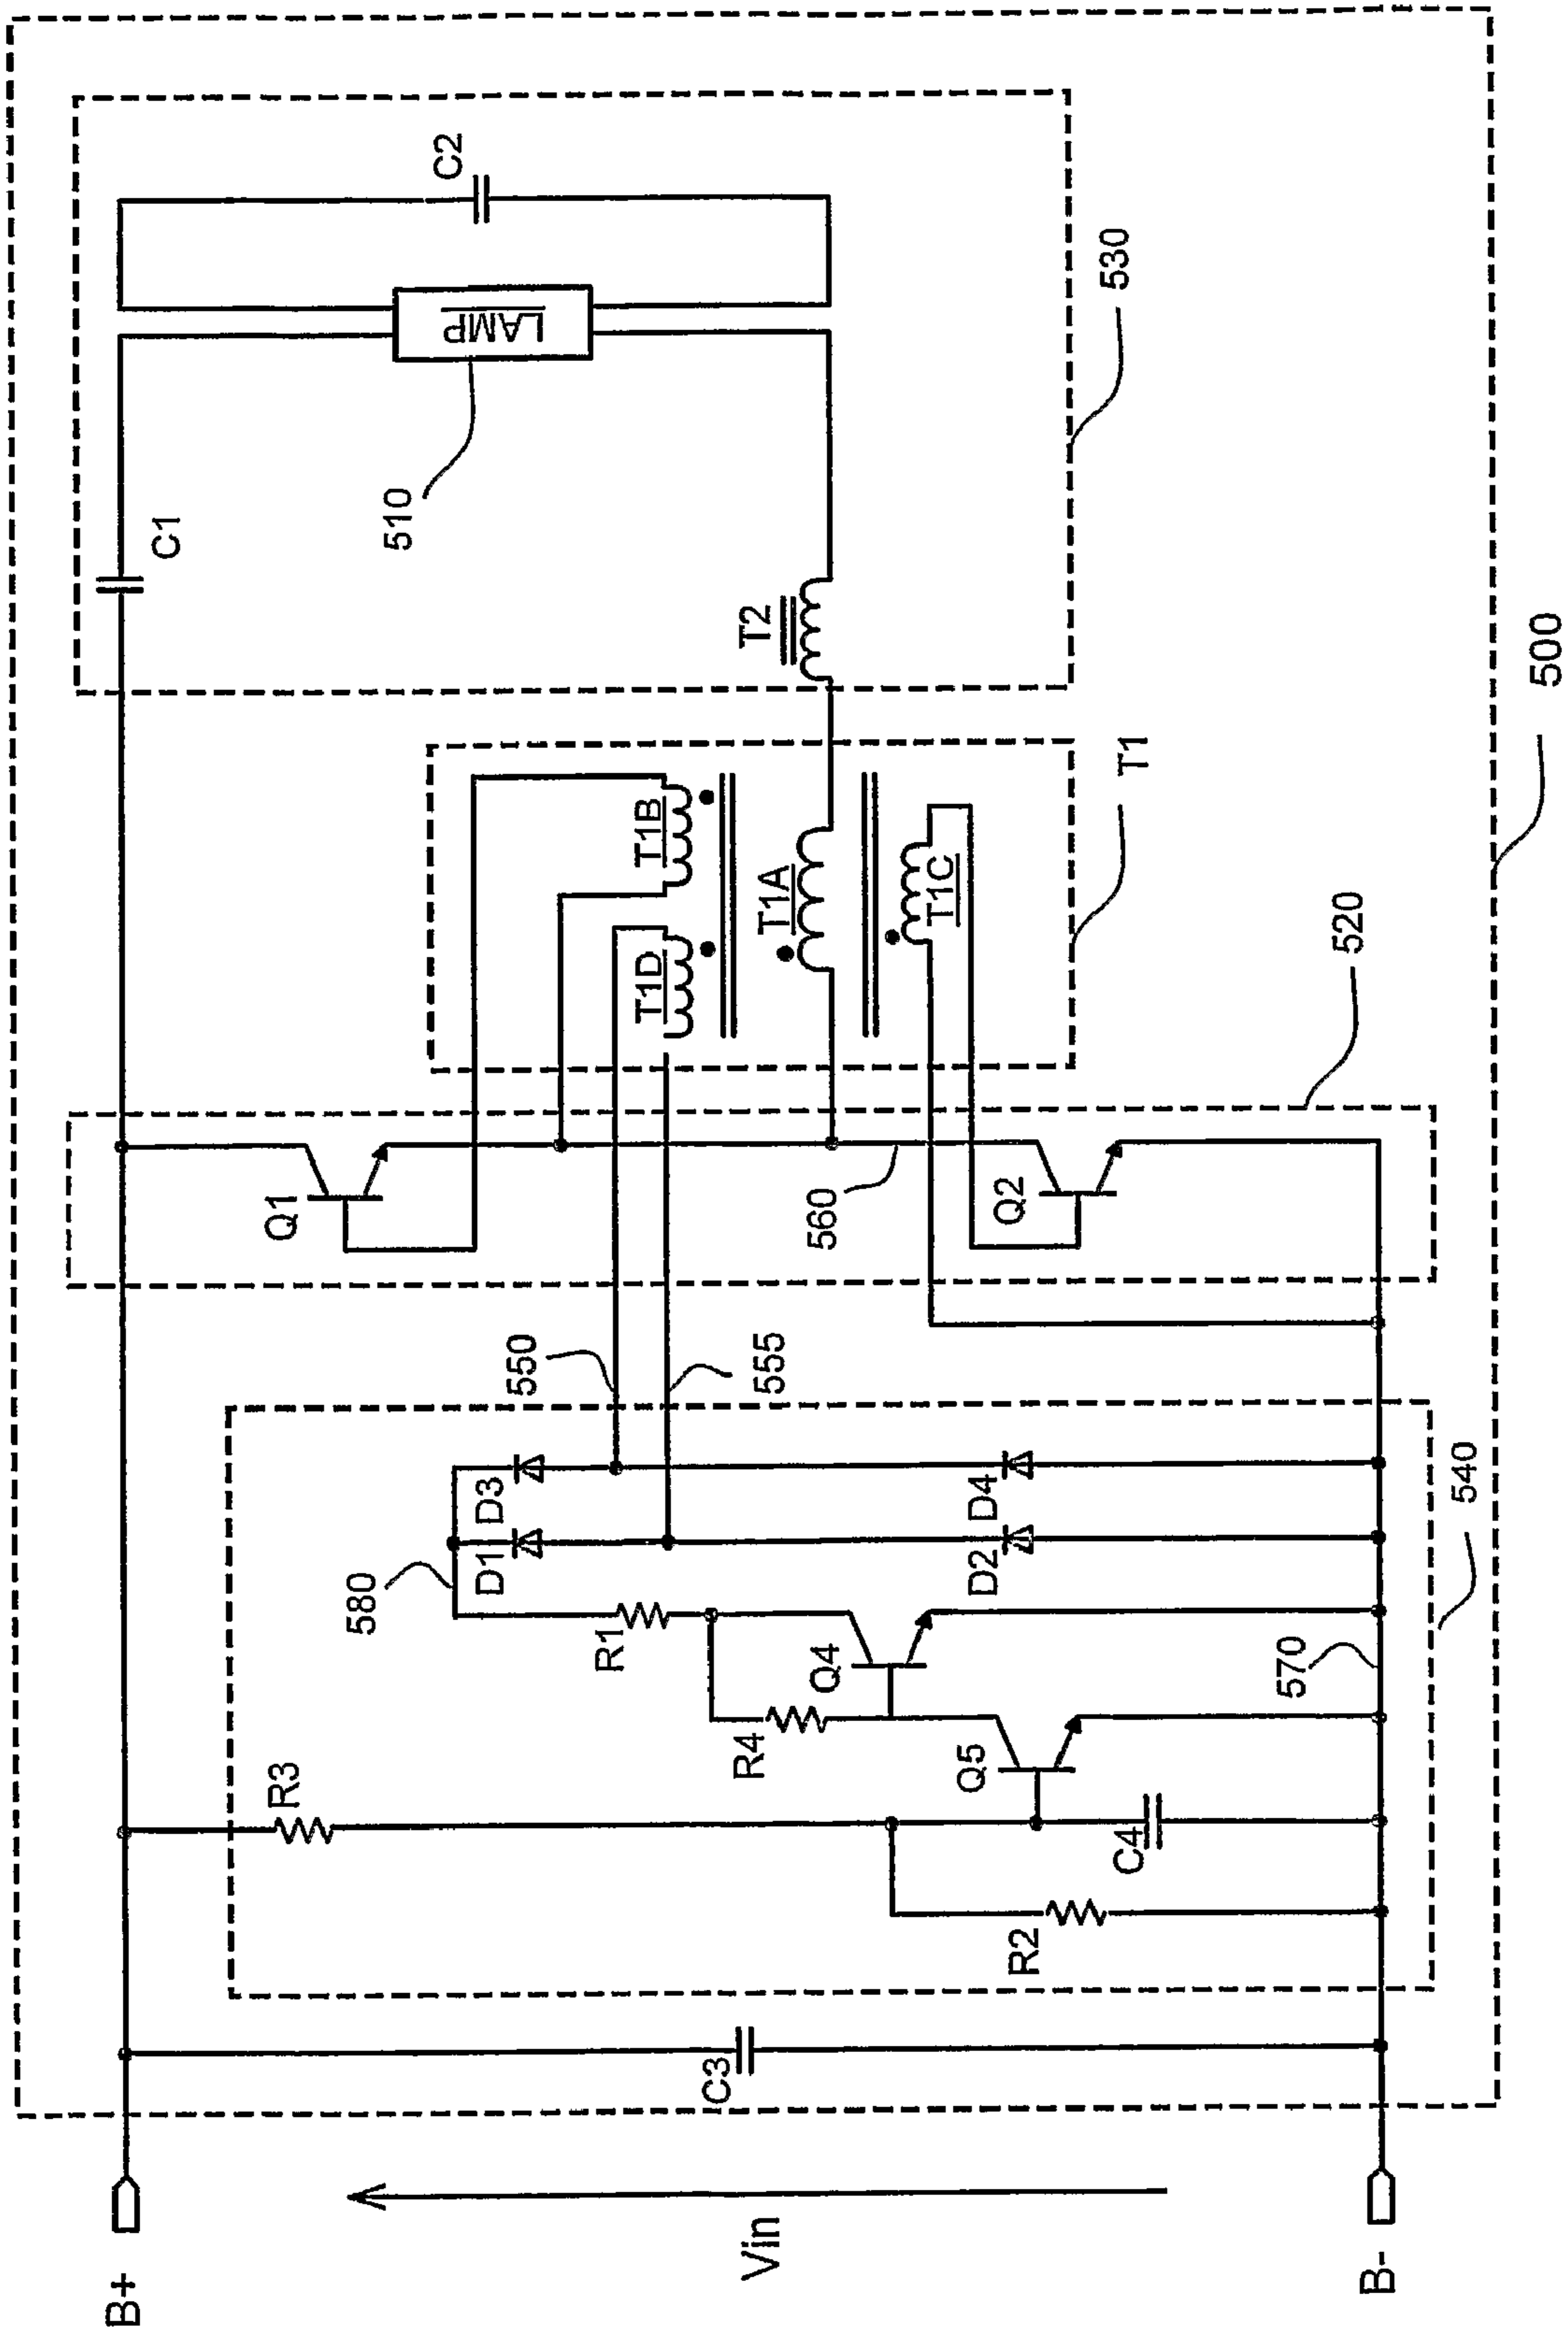 B+
Vin
B-
C3
R3
R2
C4
R4
Q5
R1
Q4
580
D1
D3
D2
D4
570
540
550
555
Q1
560
Q2
520
T1D
T1B
T1A
T1C
T1
T2
C1
510
LAMP
C2
530
500